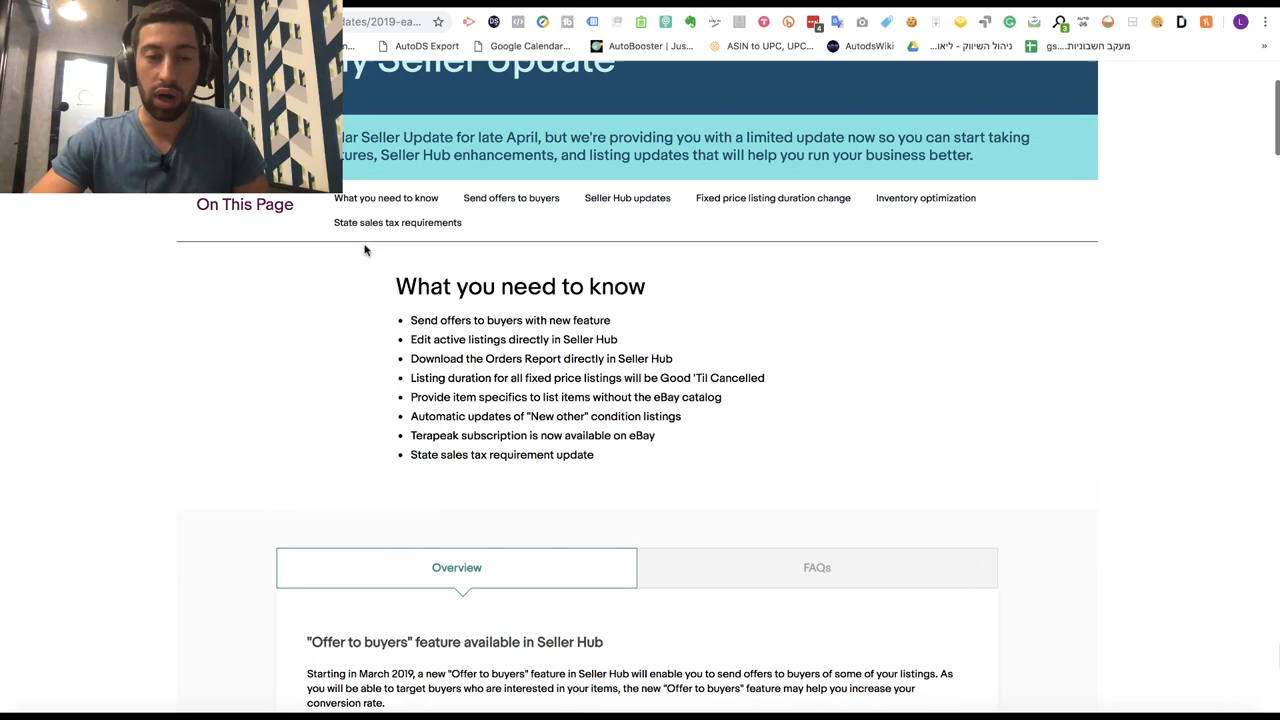 dates/2019-ea...
n...
AutoDS Export
Google Calendar...
AutoBooster | Jus...
ASIN to UPC, UPC...
AutodsWiki
ניהול השיווק - ליאו...
gs...מעקב חשבוניות
L
ly Seller Update
lar Seller Update for late April, but we're providing you with a limited update now so you can start taking
tures, Seller Hub enhancements, and listing updates that will help you run your business better.
On This Page
What you need to know
Send offers to buyers
Seller Hub updates
Fixed price listing duration change
Inventory optimization
State sales tax requirements
What you need to know
• Send offers to buyers with new feature
• Edit active listings directly in Seller Hub
• Download the Orders Report directly in Seller Hub
• Listing duration for all fixed price listings will be Good 'Til Cancelled
• Provide item specifics to list items without the eBay catalog
• Automatic updates of "New other" condition listings
• Terapeak subscription is now available on eBay
• State sales tax requirement update
Overview
FAQs
"Offer to buyers" feature available in Seller Hub
Starting in March 2019, a new "Offer to buyers" feature in Seller Hub will enable you to send offers to buyers of some of your listings. As
you will be able to target buyers who are interested in your items, the new "Offer to buyers" feature may help you increase your
conversion rate.